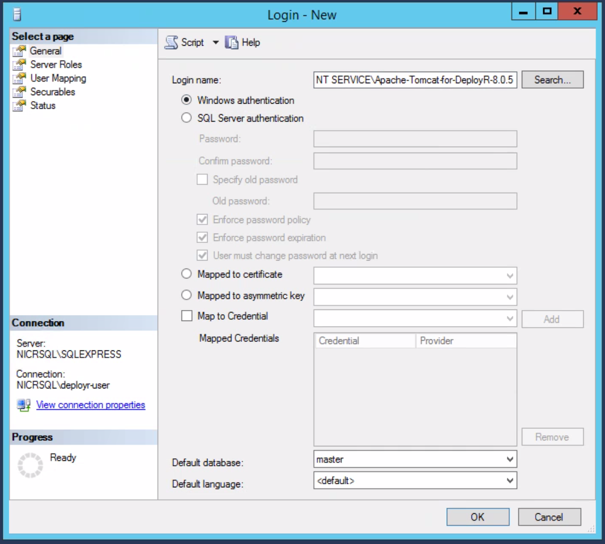 Login - New
Select a page
General
Server Roles
User Mapping
Securables
Status
Script
Help
Login name:
NT SERVICE\Apache-Tomcat-for-DeployR-8.0.5
Search...
Windows authentication
SQL Server authentication
Password:
Confirm password:
Specify old password
Old password:
Enforce password policy
Enforce password expiration
User must change password at next login
Mapped to certificate
Mapped to asymmetric key
Map to Credential
Add
Mapped Credentials
Credential Provider
Remove
Default database:
master
Default language:
<default>
Connection
Server:
NICRSQL\SQLEXPRESS
Connection:
NICRSQL\deployr-user
View connection properties
Progress
Ready
OK
Cancel